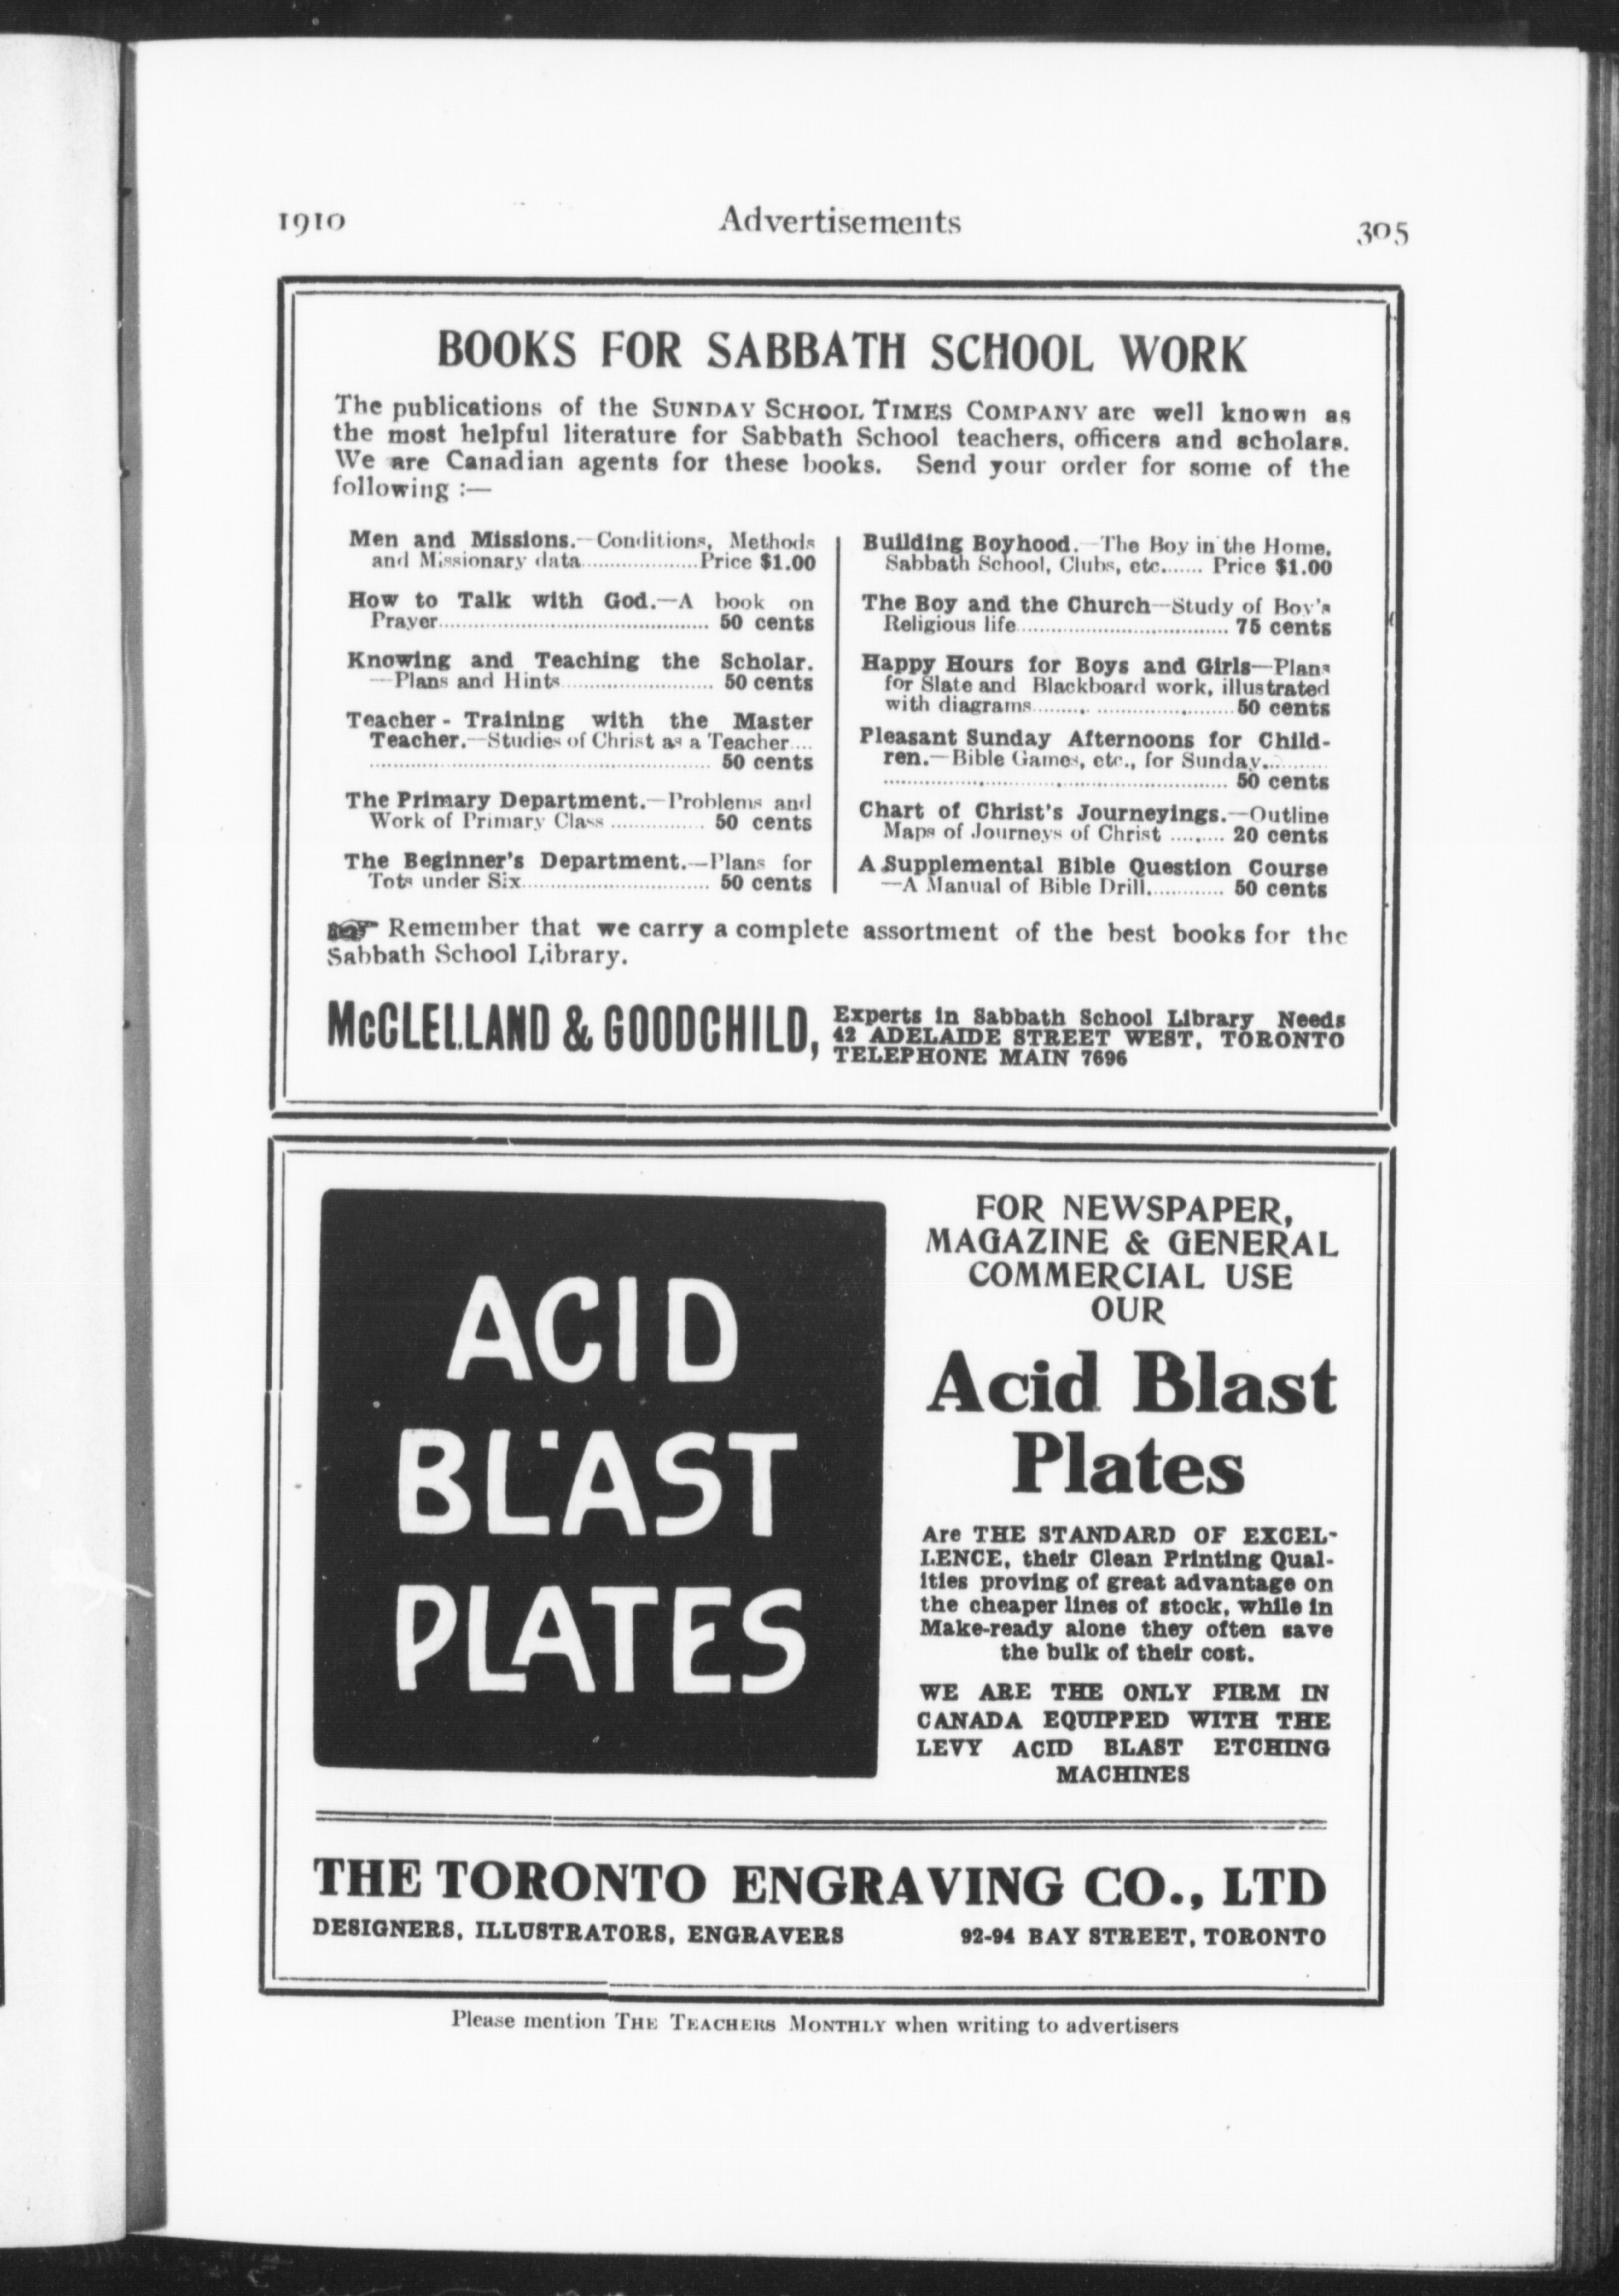 1910
Advertisements
305
BOOKS FOR SABBATH SCHOOL WORK
The publications of the SUNDAY SCHOOL TIMES COMPANY are well known as
the most helpful literature for Sabbath School teachers, officers and scholars.
We are Canadian agents for these books. Send your order for some of the
following :—
Men and Missions.—Conditions, Methods
and Missionary data....................Price $1.00
How to Talk with God.—A book on
Prayer............................................ 50 cents
Knowing and Teaching the Scholar.
—Plans and Hints......................... 50 cents
Teacher - Training with the Master
Teacher.—Studies of Christ as a Teacher....
........................................................ 50 cents
The Primary Department.—Problems and
Work of Primary Class ............... 50 cents
The Beginner's Department.—Plans for
Tots under Six............................... 50 cents
Building Boyhood.—The Boy in the Home,
Sabbath School, Clubs, etc....... Price $1.00
The Boy and the Church—Study of Boy's
Religious life.................................. 75 cents
Happy Hours for Boys and Girls—Plans
for Slate and Blackboard work, illustrated
with diagrams.................................50 cents
Pleasant Sunday Afternoons for Child-
ren.—Bible Games, etc., for Sunday...........
........................................................ 50 cents
Chart of Christ's Journeyings.—Outline
Maps of Journeys of Christ ......... 20 cents
A Supplemental Bible Question Course
—A Manual of Bible Drill............. 50 cents
☞ Remember that we carry a complete assortment of the best books for the
Sabbath School Library.
McCLELLAND & GOODCHILD,
Experts in Sabbath School Library Needs
42 ADELAIDE STREET WEST, TORONTO
TELEPHONE MAIN 7696
ACID
BLAST
PLATES
FOR NEWSPAPER,
MAGAZINE & GENERAL
COMMERCIAL USE
OUR
Acid Blast
Plates
Are THE STANDARD OF EXCEL-
LENCE, their Clean Printing Qual-
ities proving of great advantage on
the cheaper lines of stock, while in
Make-ready alone they often save
the bulk of their cost.
WE ARE THE ONLY FIRM IN
CANADA EQUIPPED WITH THE
LEVY ACID BLAST ETCHING
MACHINES
THE TORONTO ENGRAVING CO., LTD
DESIGNERS, ILLUSTRATORS, ENGRAVERS
92-94 BAY STREET, TORONTO
Please mention THE TEACHERS MONTHLY when writing to advertisers